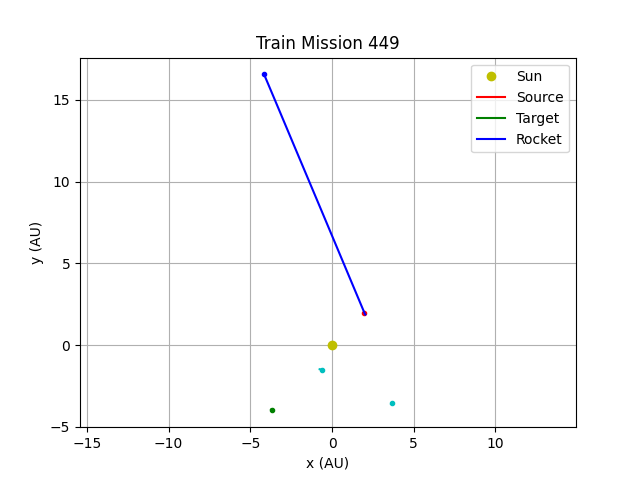 Train Mission 449
Sun
Source
Target
Rocket
y (AU)
15
10
5
0
−5
−15
−10
−5
0
5
10
x (AU)